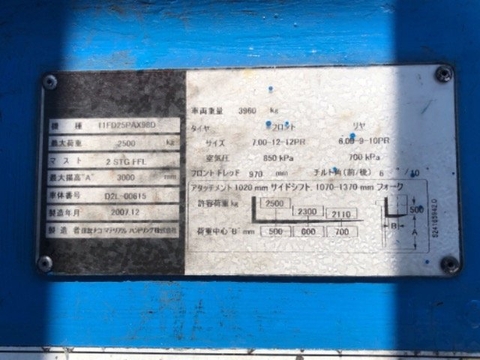 機種 11FD25PAXⅢ8D
最大荷重 2500 kg
マスト 2 STG FFL
最大揚高"A" 3000 mm
車体番号 D2L-00615
製造年月 2007.12
製造者
車両重量 3960 kg
タイヤ フロント リヤ
サイズ 7.00-12-12PR 6.00-9-10PR
空気圧 850 kPa 700 kPa
フロントトレッド 970 mm チルト角(前/後) 6 / 10
アタッチメント 1020 mm サイドシフト, 1070-1370 mm フォーク
許容荷重 kg 2500 2300 2110 500
荷重中心"B" mm 500 600 700 B A